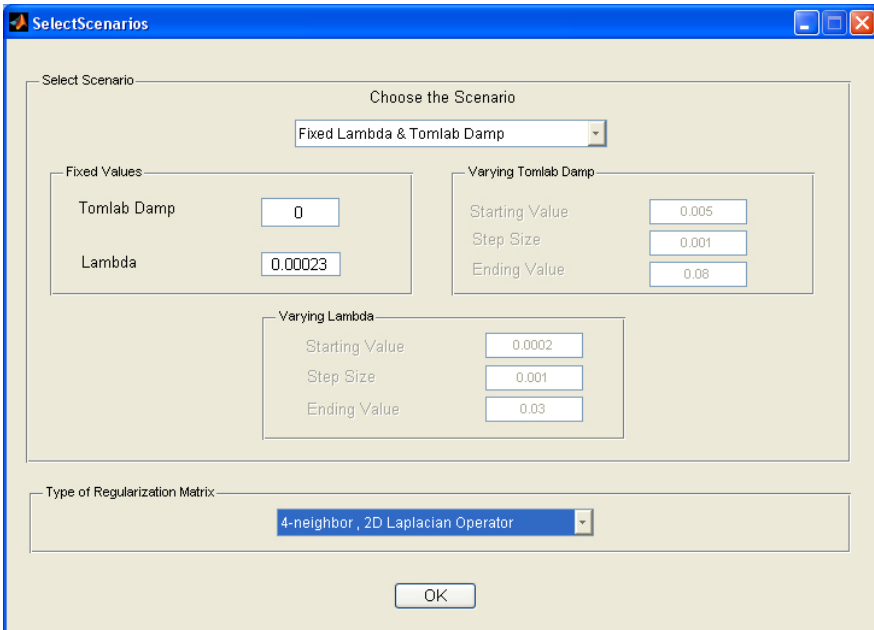 SelectScenarios
Select Scenario
Choose the Scenario
Fixed Lambda & Tomlab Damp
Fixed Values
Tomlab Damp 0
Lambda 0.00023
Varying Tomlab Damp
Starting Value 0.005
Step Size 0.001
Ending Value 0.08
Varying Lambda
Starting Value 0.0002
Step Size 0.001
Ending Value 0.03
Type of Regularization Matrix
4-neighbor , 2D Laplacian Operator
OK